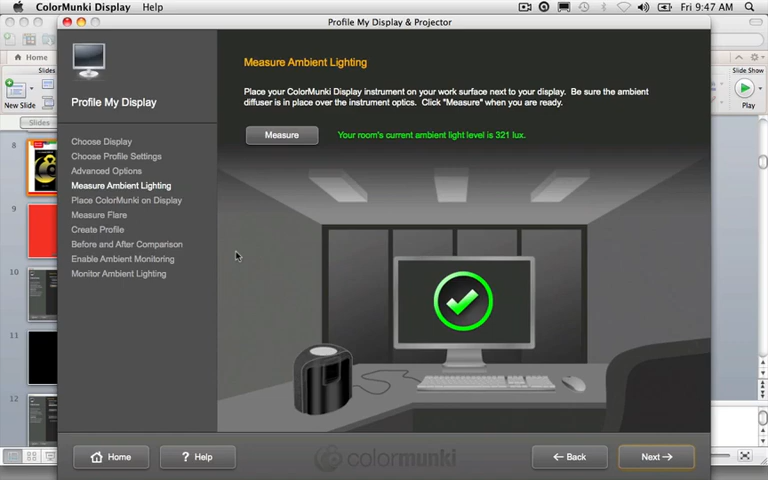 ColorMunki Display Help
Fri 9:47 AM
Profile My Display & Projector
Home
Slides
New Slide
Slide Show
Play
Slides
8
9
10
11
12
Profile My Display
Choose Display
Choose Profile Settings
Advanced Options
Measure Ambient Lighting
Place ColorMunki on Display
Measure Flare
Create Profile
Before and After Comparison
Enable Ambient Monitoring
Monitor Ambient Lighting
Measure Ambient Lighting
Place your ColorMunki Display instrument on your work surface next to your display. Be sure the ambient
diffuser is in place over the instrument optics. Click "Measure" when you are ready.
Measure
Your room's current ambient light level is 321 lux.
Home
? Help
colormunki
Back
Next